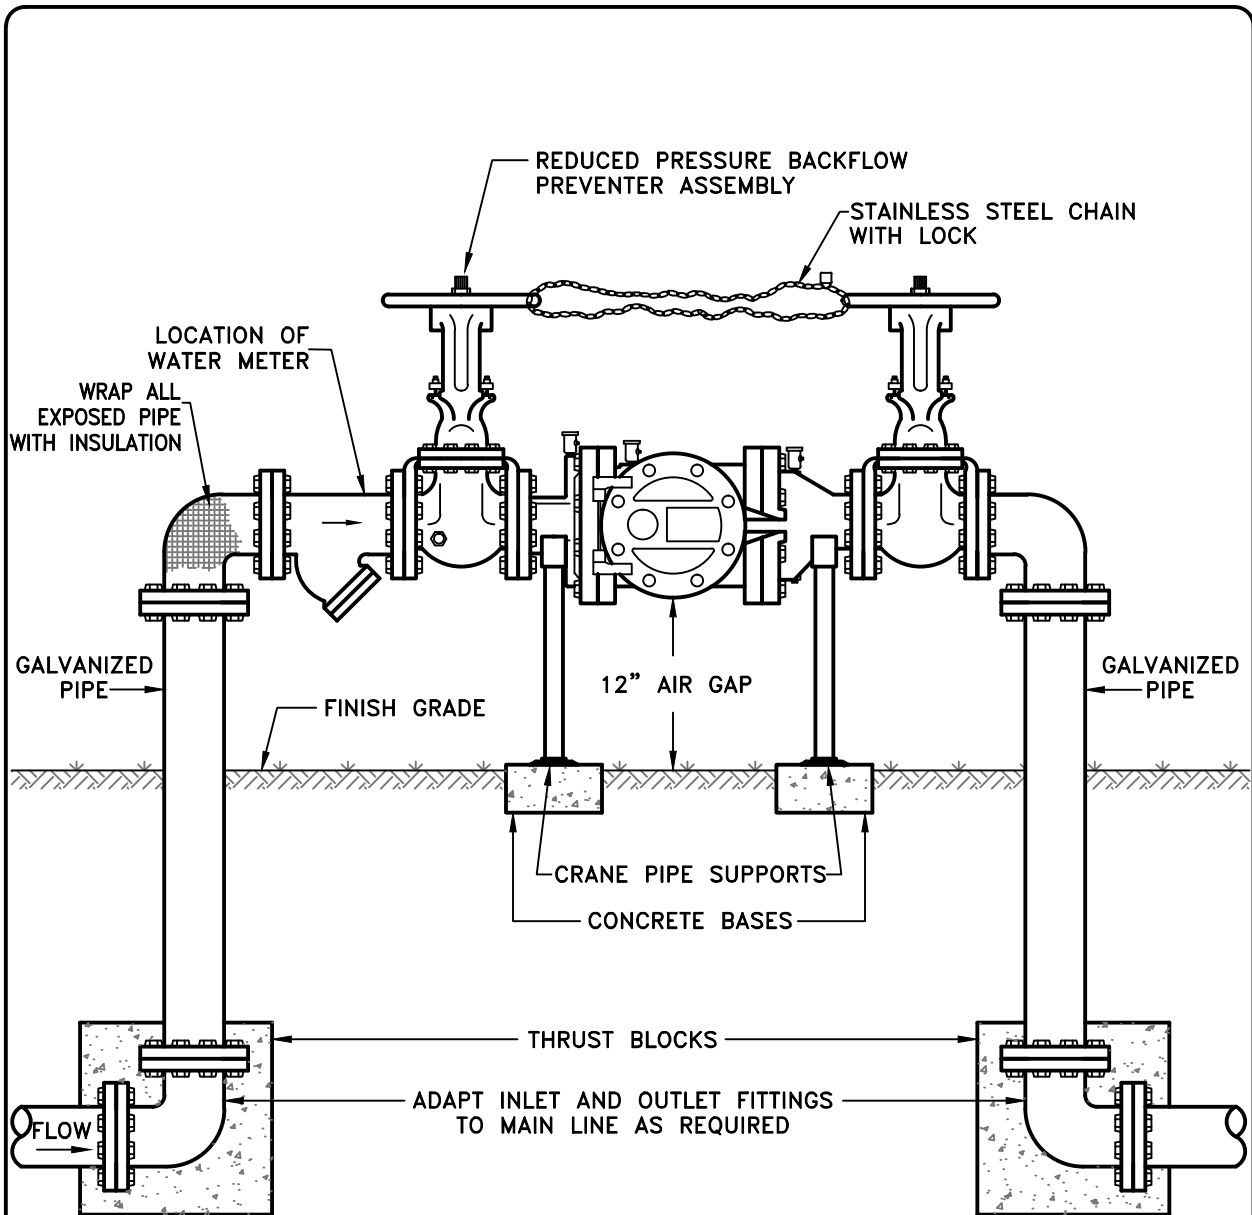 REDUCED PRESSURE BACKFLOW
PREVENTER ASSEMBLY
STAINLESS STEEL CHAIN
WITH LOCK
LOCATION OF
WATER METER
WRAP ALL
EXPOSED PIPE
WITH INSULATION
GALVANIZED
PIPE
12" AIR GAP
GALVANIZED
PIPE
FINISH GRADE
CRANE PIPE SUPPORTS
CONCRETE BASES
THRUST BLOCKS
ADAPT INLET AND OUTLET FITTINGS
TO MAIN LINE AS REQUIRED
FLOW